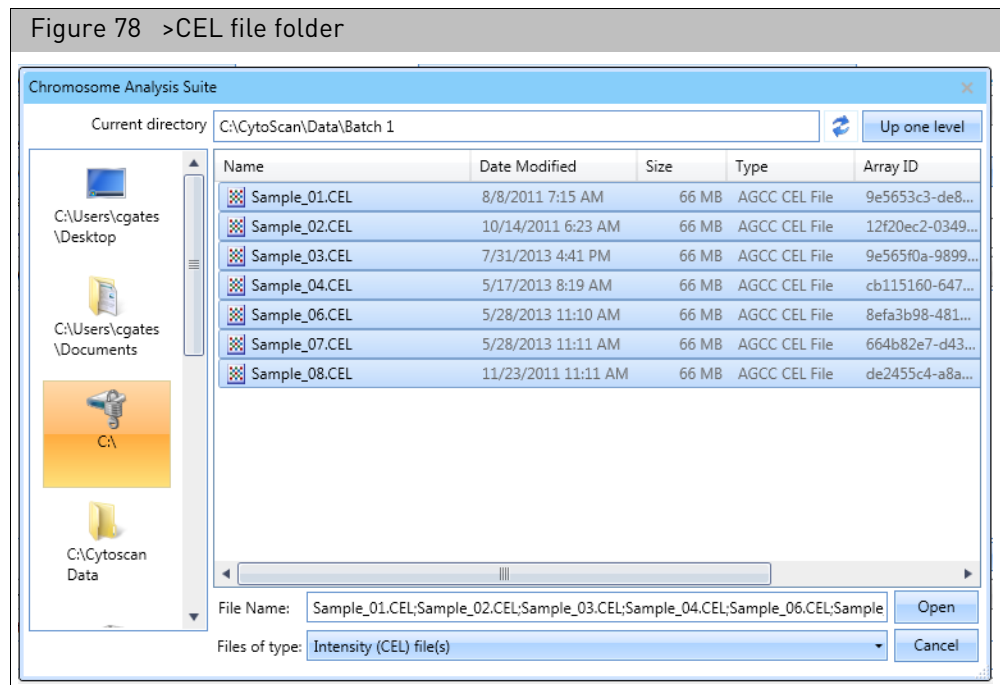 Figure 78 >CEL file folder
Chromosome Analysis Suite
Current directory C:\CytoScan\Data\Batch 1 Up one level
C:\Users\cgates
\Desktop
C:\Users\cgates
\Documents
C:\
C:\Cytoscan
Data
Name Date Modified Size Type Array ID
Sample_01.CEL 8/8/2011 7:15 AM 66 MB AGCC CEL File 9e5653c3-de8...
Sample_02.CEL 10/14/2011 6:23 AM 66 MB AGCC CEL File 12f20ec2-0349...
Sample_03.CEL 7/31/2013 4:41 PM 66 MB AGCC CEL File 9e565f0a-9899...
Sample_04.CEL 5/17/2013 8:19 AM 66 MB AGCC CEL File cb115160-647...
Sample_06.CEL 5/28/2013 11:10 AM 66 MB AGCC CEL File 8efa3b98-481...
Sample_07.CEL 5/28/2013 11:11 AM 66 MB AGCC CEL File 664b82e7-d43...
Sample_08.CEL 11/23/2011 11:11 AM 66 MB AGCC CEL File de2455c4-a8a...
File Name: Sample_01.CEL;Sample_02.CEL;Sample_03.CEL;Sample_04.CEL;Sample_06.CEL;Sample Open
Files of type: Intensity (CEL) file(s) Cancel